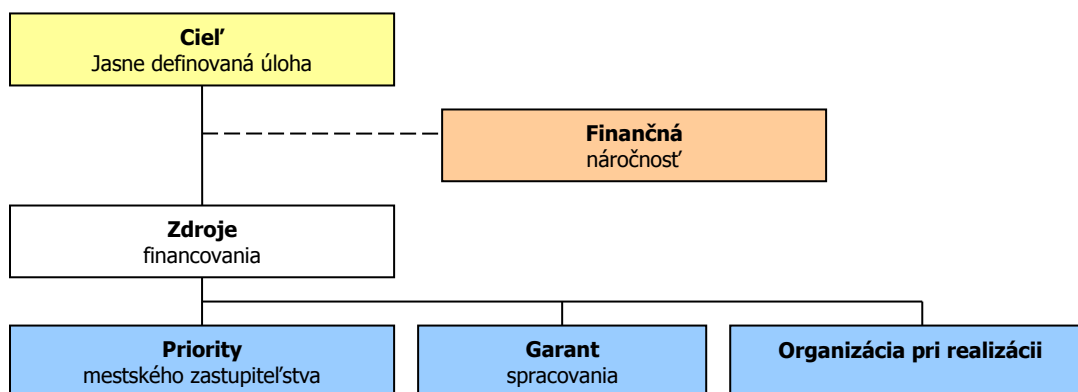 Cieľ
Jasne definovaná úloha
Finančná
náročnosť
Zdroje
financovania
Priority
mestského zastupiteľstva
Garant
spracovania
Organizácia pri realizácii